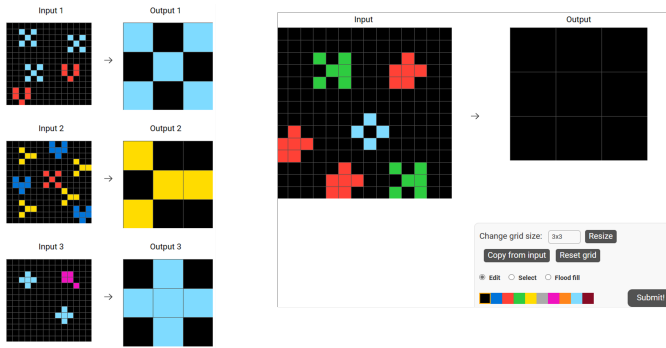 Input 1
Output 1
Input 2
Output 2
Input 3
Output 3
Input
Output
Change grid size: 3x3 Resize
Copy from input Reset grid
Edit Select Flood fill
Submit!